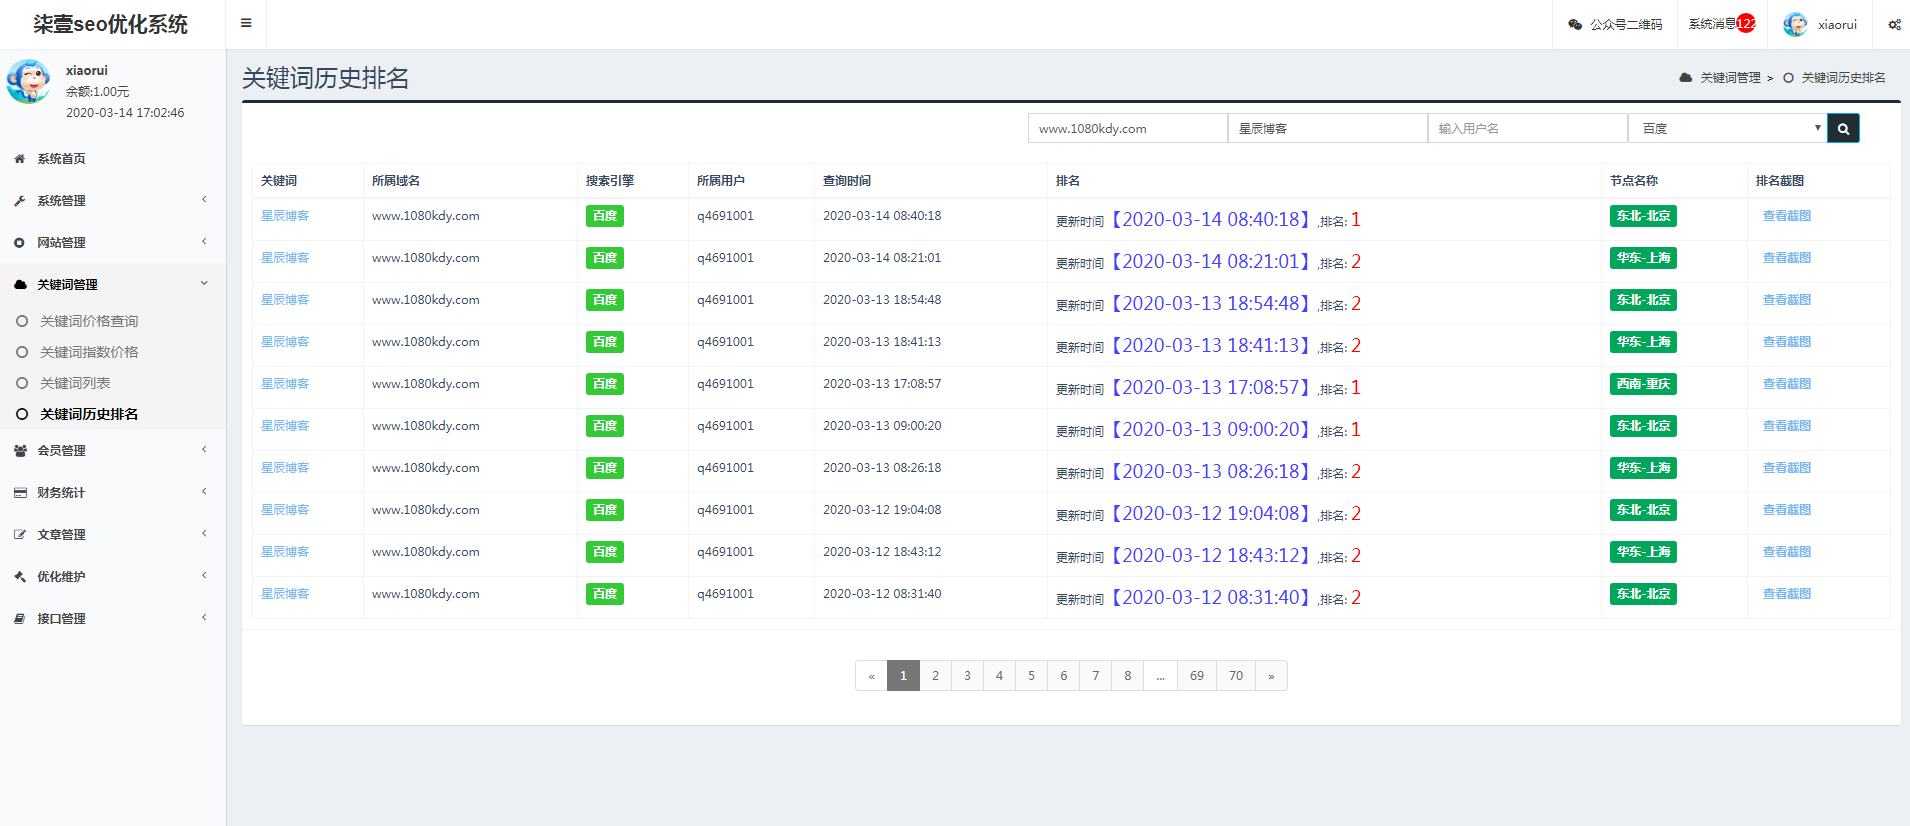 柒壹seo优化系统
公众号二维码 系统消息122 xiaorui
xiaorui
余额:1.00元
2020-03-14 17:02:46
系统首页
系统管理
网站管理
关键词管理
关键词价格查询
关键词指数价格
关键词列表
关键词历史排名
会员管理
财务统计
文章管理
优化维护
接口管理
关键词历史排名
关键词管理 > 关键词历史排名
www.1080kdy.com 星辰博客 输入用户名 百度
关键词 所属域名 搜索引擎 所属用户 查询时间 排名 节点名称 排名截图
星辰博客 www.1080kdy.com 百度 q4691001 2020-03-14 08:40:18 更新时间【2020-03-14 08:40:18】,排名: 1 东北-北京 查看截图
星辰博客 www.1080kdy.com 百度 q4691001 2020-03-14 08:21:01 更新时间【2020-03-14 08:21:01】,排名: 2 华东-上海 查看截图
星辰博客 www.1080kdy.com 百度 q4691001 2020-03-13 18:54:48 更新时间【2020-03-13 18:54:48】,排名: 2 东北-北京 查看截图
星辰博客 www.1080kdy.com 百度 q4691001 2020-03-13 18:41:13 更新时间【2020-03-13 18:41:13】,排名: 2 华东-上海 查看截图
星辰博客 www.1080kdy.com 百度 q4691001 2020-03-13 17:08:57 更新时间【2020-03-13 17:08:57】,排名: 1 西南-重庆 查看截图
星辰博客 www.1080kdy.com 百度 q4691001 2020-03-13 09:00:20 更新时间【2020-03-13 09:00:20】,排名: 1 东北-北京 查看截图
星辰博客 www.1080kdy.com 百度 q4691001 2020-03-13 08:26:18 更新时间【2020-03-13 08:26:18】,排名: 2 华东-上海 查看截图
星辰博客 www.1080kdy.com 百度 q4691001 2020-03-12 19:04:08 更新时间【2020-03-12 19:04:08】,排名: 2 东北-北京 查看截图
星辰博客 www.1080kdy.com 百度 q4691001 2020-03-12 18:43:12 更新时间【2020-03-12 18:43:12】,排名: 2 华东-上海 查看截图
星辰博客 www.1080kdy.com 百度 q4691001 2020-03-12 08:31:40 更新时间【2020-03-12 08:31:40】,排名: 2 东北-北京 查看截图
« 1 2 3 4 5 6 7 8 ... 69 70 »